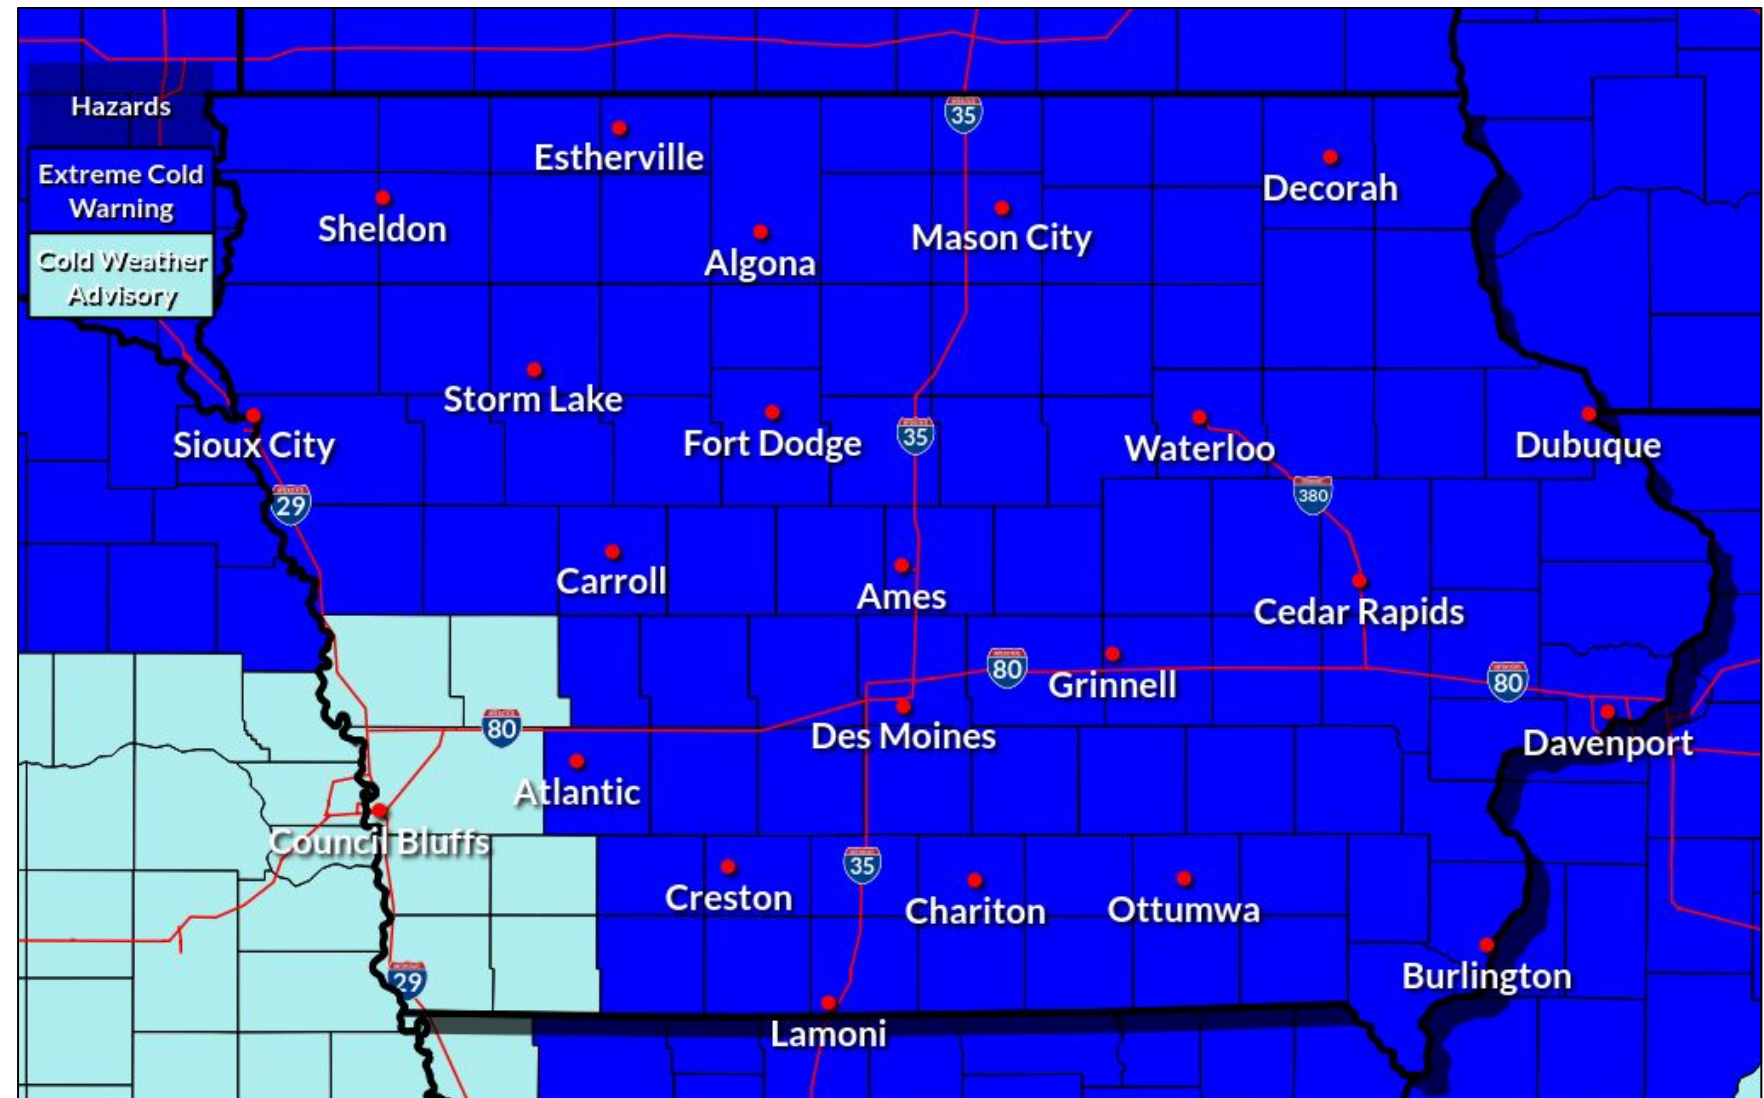 Hazards
Extreme Cold
Warning
Cold Weather
Advisory
35
Estherville
Decorah
Sheldon
Mason City
Algona
Storm Lake
Fort Dodge
35
Waterloo
Dubuque
Sioux City
29
380
Carroll
Ames
Cedar Rapids
80
Grinnell
80
80
Des Moines
Davenport
Atlantic
Council Bluffs
35
Creston
Chariton
Ottumwa
29
Burlington
Lamoni